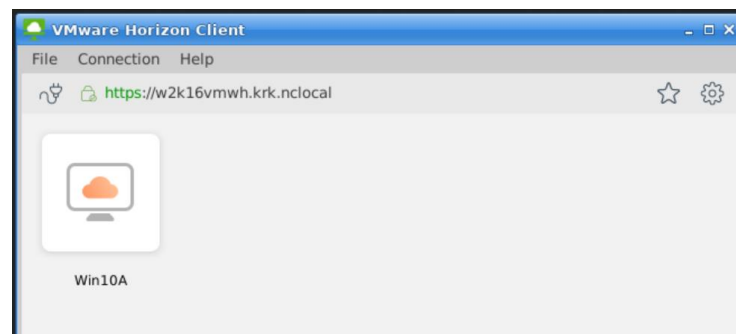 VMware Horizon Client
File Connection Help
https://w2k16vmwh.krk.nclocal
Win10A